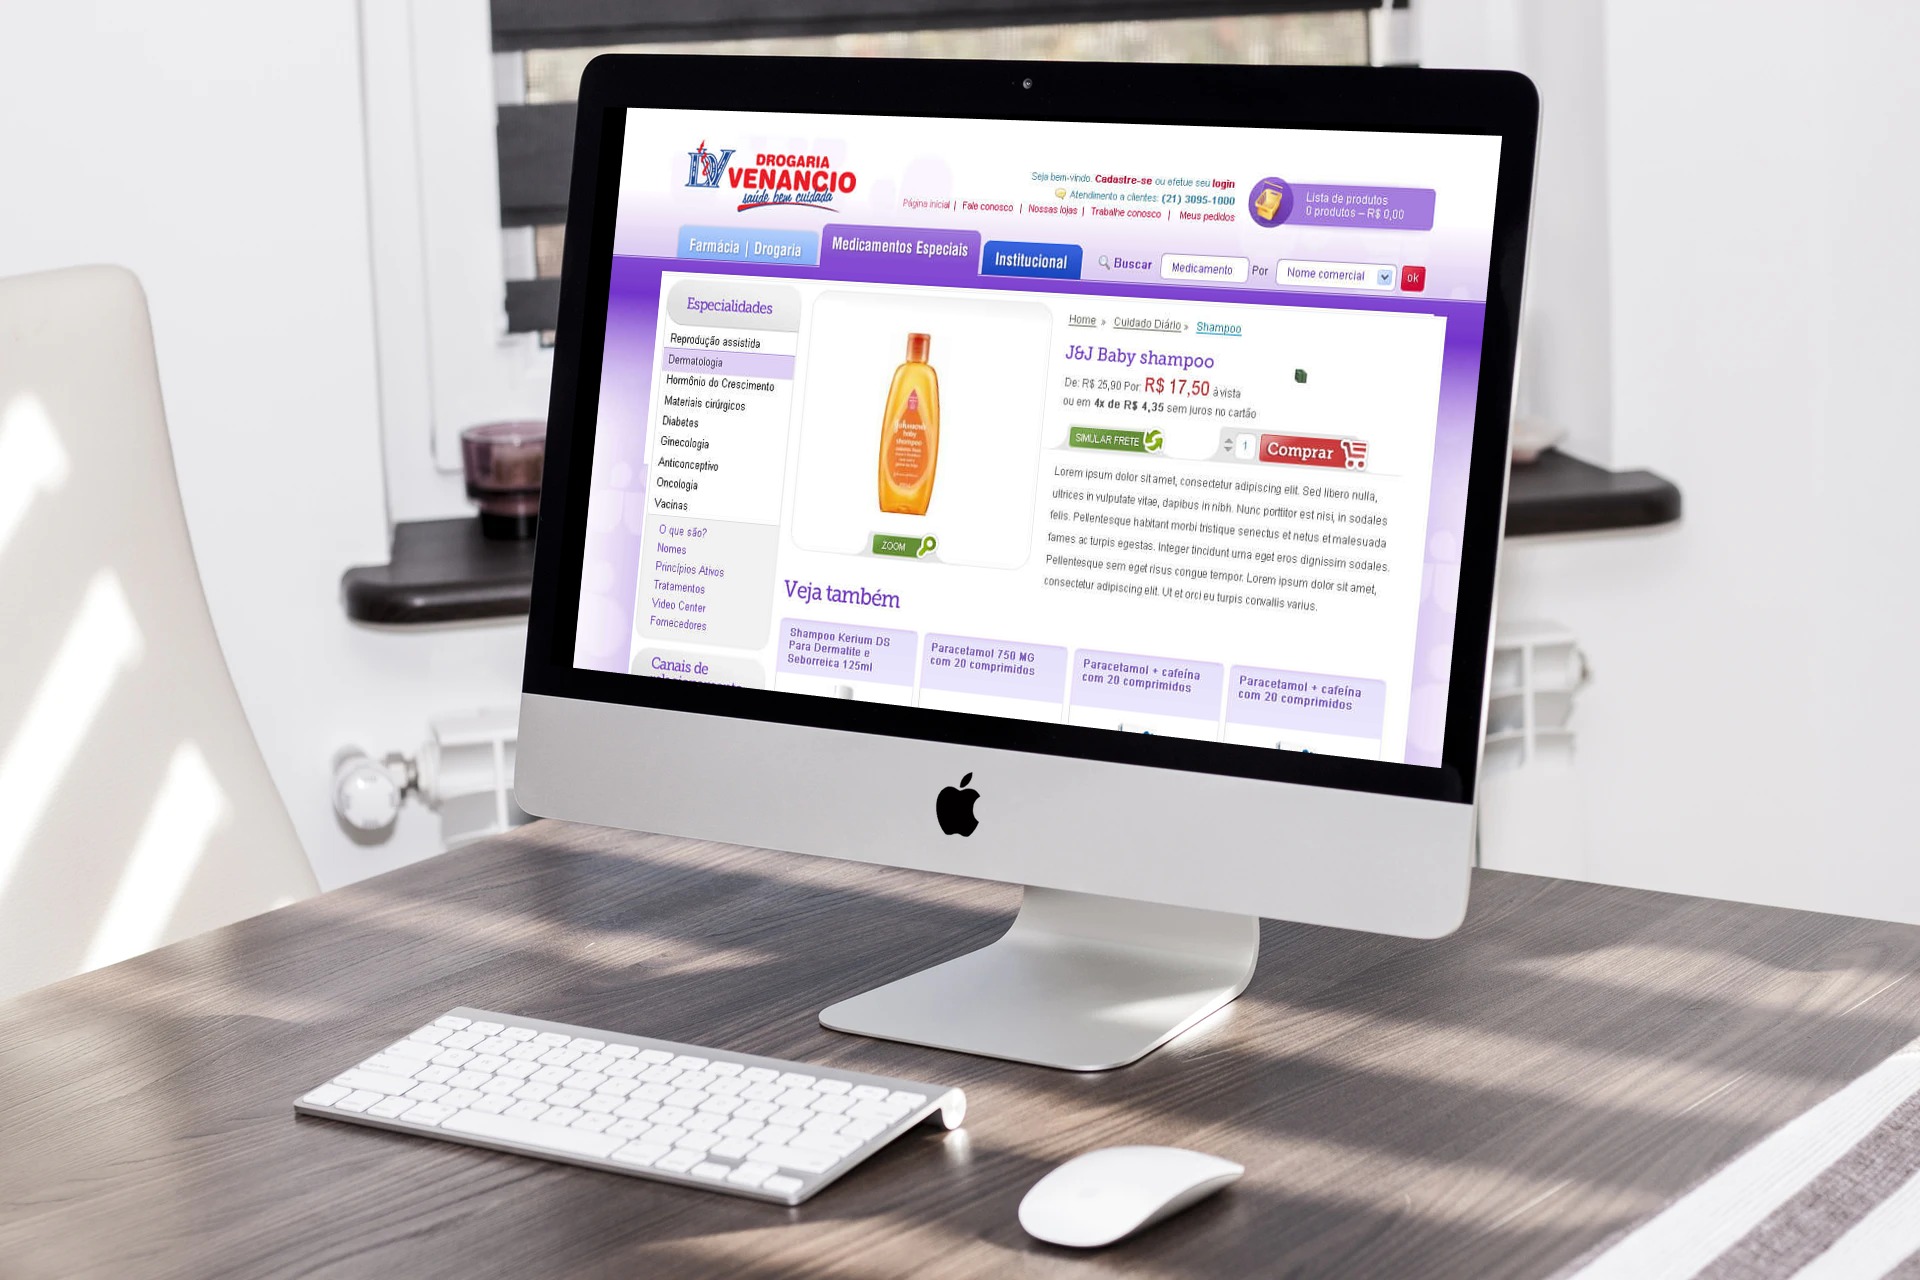 DV DROGARIA
VENANCIO
saúde bem cuidada
Seja bem-vindo. Cadastre-se ou efetue seu login
Atendimento a clientes: (21) 3095-1000
Página inicial | Fale conosco | Nossas lojas | Trabalhe conosco | Meus pedidos
Lista de produtos
0 produtos – R$ 0,00
Farmácia | Drogaria
Medicamentos Especiais
Institucional
Buscar Medicamento Por Nome comercial ok
Especialidades
Reprodução assistida
Dermatologia
Hormônio do Crescimento
Materiais cirúrgicos
Diabetes
Ginecologia
Anticonceptivo
Oncologia
Vacinas
O que são?
Nomes
Princípios Ativos
Tratamentos
Video Center
Fornecedores
Canais de
Johnson's
baby
shampoo
ZOOM
Home » Cuidado Diário » Shampoo
J&J Baby shampoo
De: R$ 25,90 Por: R$ 17,50 à vista
ou em 4x de R$ 4,35 sem juros no cartão
SIMULAR FRETE
1
Comprar
Lorem ipsum dolor sit amet, consectetur adipiscing elit. Sed libero nulla,
ultrices in vulputate vitae, dapibus in nibh. Nunc porttitor est nisi, in sodales
felis. Pellentesque habitant morbi tristique senectus et netus et malesuada
fames ac turpis egestas. Integer tincidunt urna eget eros dignissim sodales.
Pellentesque sem eget risus congue tempor. Lorem ipsum dolor sit amet,
consectetur adipiscing elit. Ut et orci eu turpis convallis varius.
Veja também
Shampoo Kerium DS
Para Dermatite e
Seborreica 125ml
Paracetamol 750 MG
com 20 comprimidos
Paracetamol + cafeína
com 20 comprimidos
Paracetamol + cafeína
com 20 comprimidos